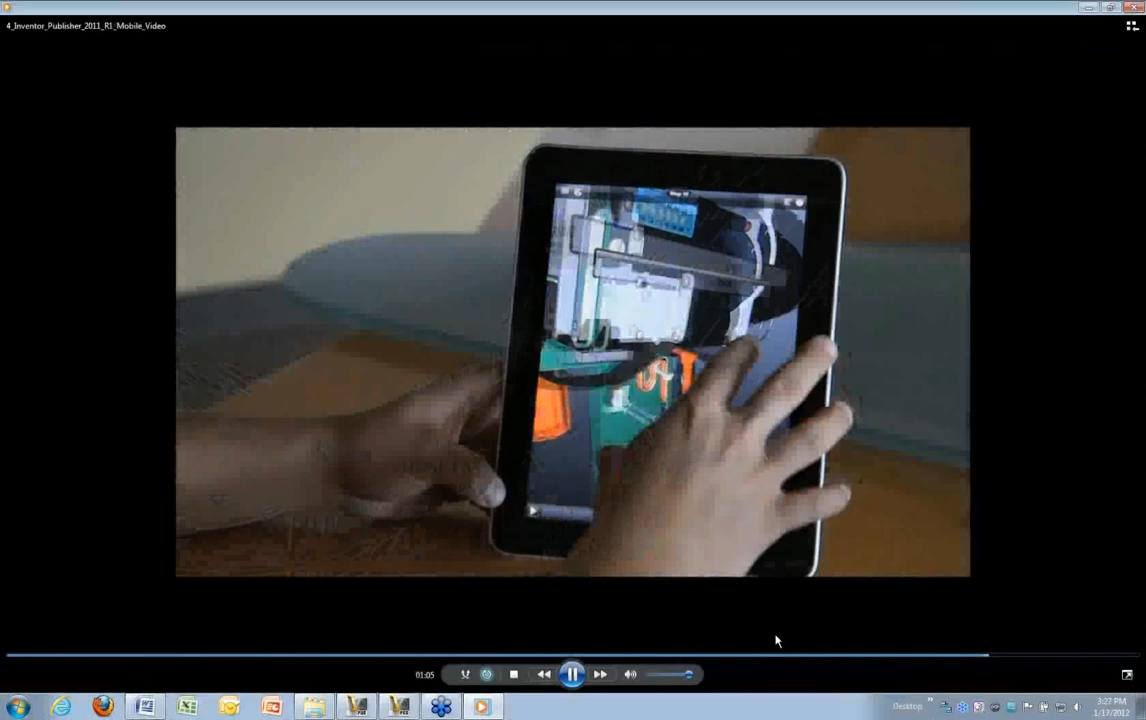 4_Inventor_Publisher_2011_R1_Mobile_Video
01:05
Desktop
3:27 PM
1/17/2012